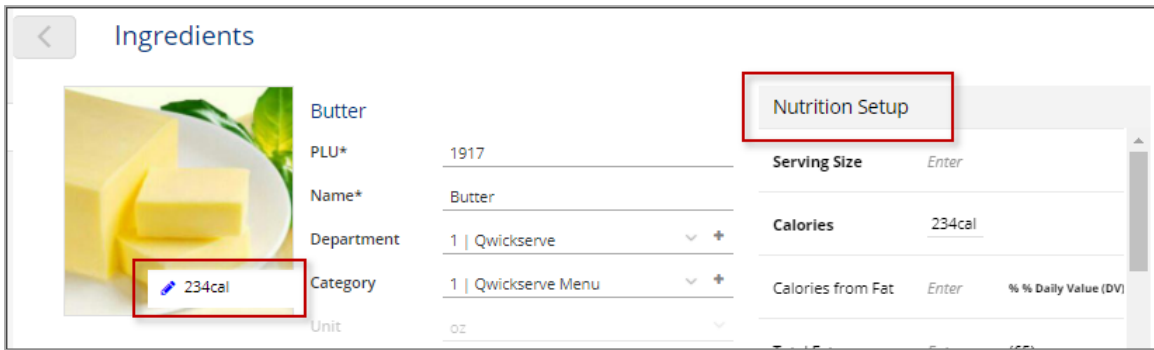 Ingredients
Butter
PLU* 1917
Name* Butter
Department 1 | Qwickserve
Category 1 | Qwickserve Menu
Unit oz
234cal
Nutrition Setup
Serving Size Enter
Calories 234cal
Calories from Fat Enter % % Daily Value (DV)